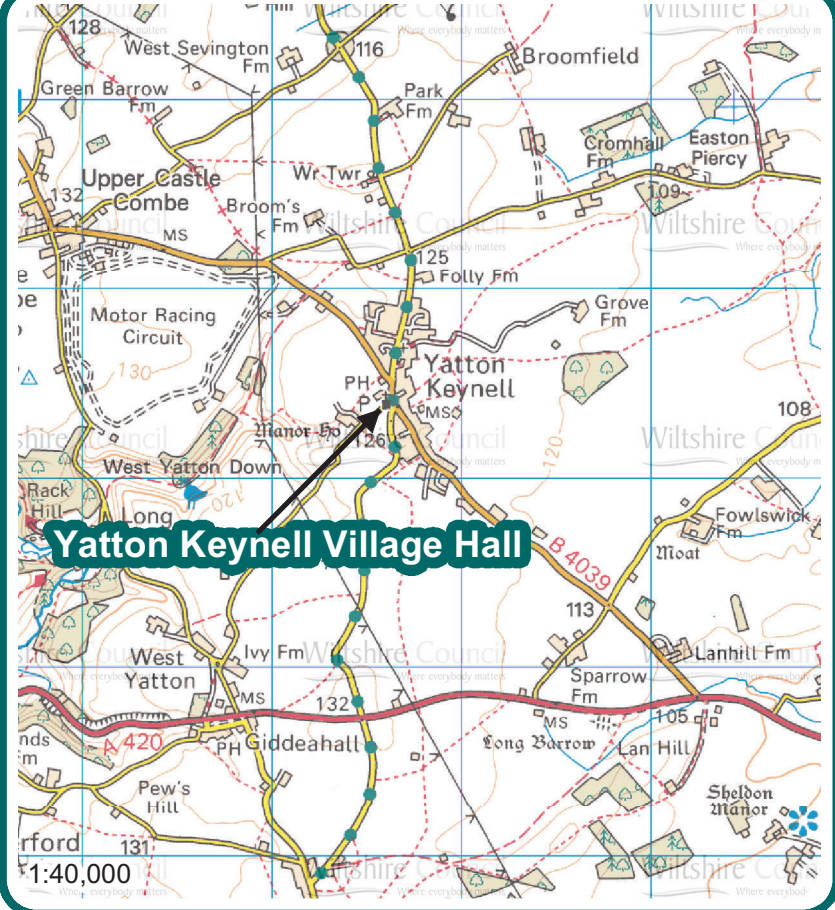 128
West Sevington
Fm
116
Broomfield
Green Barrow
Fm
Park
Fm
Cromhall
Fm
Easton
Piercy
Wr Twr
Upper Castle
Combe
132
Broom's
Fm
109
MS
125
Folly Fm
Motor Racing
Circuit
Grove
Fm
130
Yatton
Keynell
PH
P
MS
Manor Ho
126
108
120
West Yatton Down
120
Rack
Hill
Long
Fowlswick
Fm
Yatton Keynell Village Hall
Moat
B 4039
113
West
Yatton
Ivy Fm
Lanhill Fm
Sparrow
Fm
MS
132
MS
105
A 420
PH
Giddeahall
Long Barrow
Lan Hill
Pew's
Hill
Sheldon
Manor
rford
131
1:40,000
Wiltshire Council
Where everybody matters